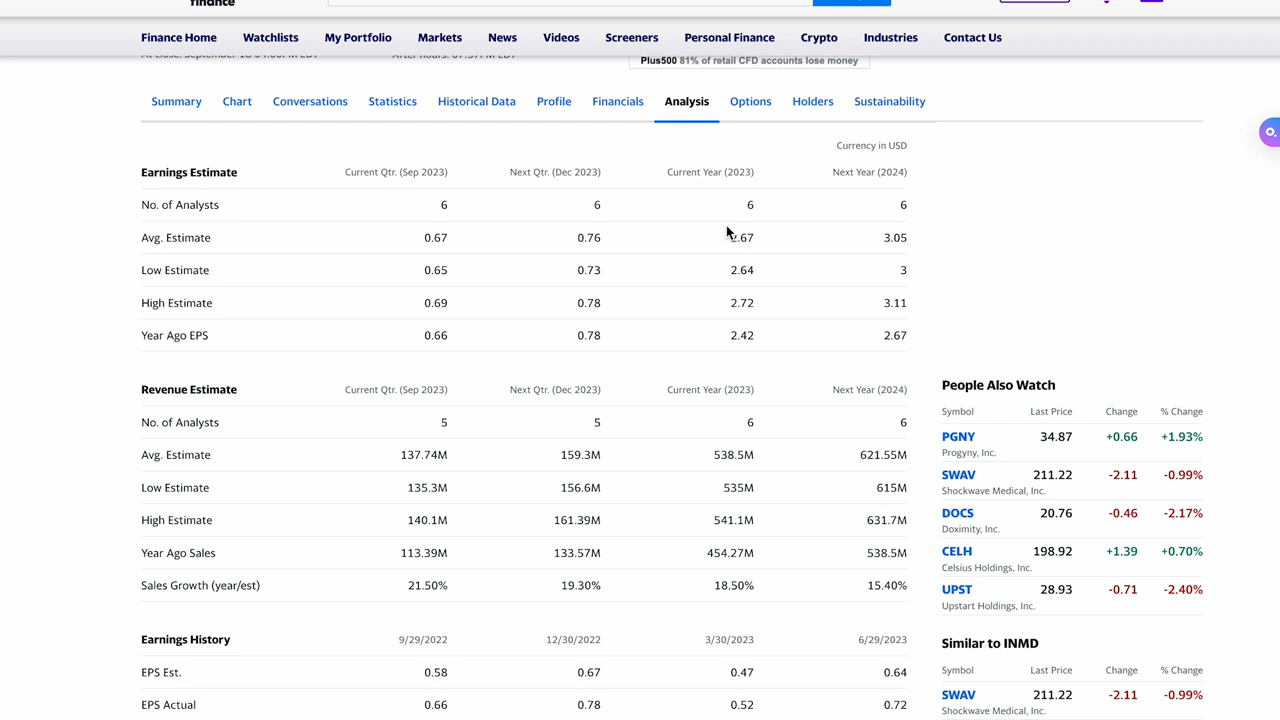 finance
Finance Home Watchlists My Portfolio Markets News Videos Screeners Personal Finance Crypto Industries Contact Us
Plus500 81% of retail CFD accounts lose money
Summary Chart Conversations Statistics Historical Data Profile Financials Analysis Options Holders Sustainability
Currency in USD
Earnings Estimate Current Qtr. (Sep 2023) Next Qtr. (Dec 2023) Current Year (2023) Next Year (2024)
No. of Analysts 6 6 6 6
Avg. Estimate 0.67 0.76 2.67 3.05
Low Estimate 0.65 0.73 2.64 3
High Estimate 0.69 0.78 2.72 3.11
Year Ago EPS 0.66 0.78 2.42 2.67
Revenue Estimate Current Qtr. (Sep 2023) Next Qtr. (Dec 2023) Current Year (2023) Next Year (2024)
No. of Analysts 5 5 6 6
Avg. Estimate 137.74M 159.3M 538.5M 621.55M
Low Estimate 135.3M 156.6M 535M 615M
High Estimate 140.1M 161.39M 541.1M 631.7M
Year Ago Sales 113.39M 133.57M 454.27M 538.5M
Sales Growth (year/est) 21.50% 19.30% 18.50% 15.40%
Earnings History 9/29/2022 12/30/2022 3/30/2023 6/29/2023
EPS Est. 0.58 0.67 0.47 0.64
EPS Actual 0.66 0.78 0.52 0.72
People Also Watch
Symbol Last Price Change % Change
PGNY 34.87 +0.66 +1.93%
Progyny, Inc.
SWAV 211.22 -2.11 -0.99%
Shockwave Medical, Inc.
DOCS 20.76 -0.46 -2.17%
Doximity, Inc.
CELH 198.92 +1.39 +0.70%
Celsius Holdings, Inc.
UPST 28.93 -0.71 -2.40%
Upstart Holdings, Inc.
Similar to INMD
Symbol Last Price Change % Change
SWAV 211.22 -2.11 -0.99%
Shockwave Medical, Inc.